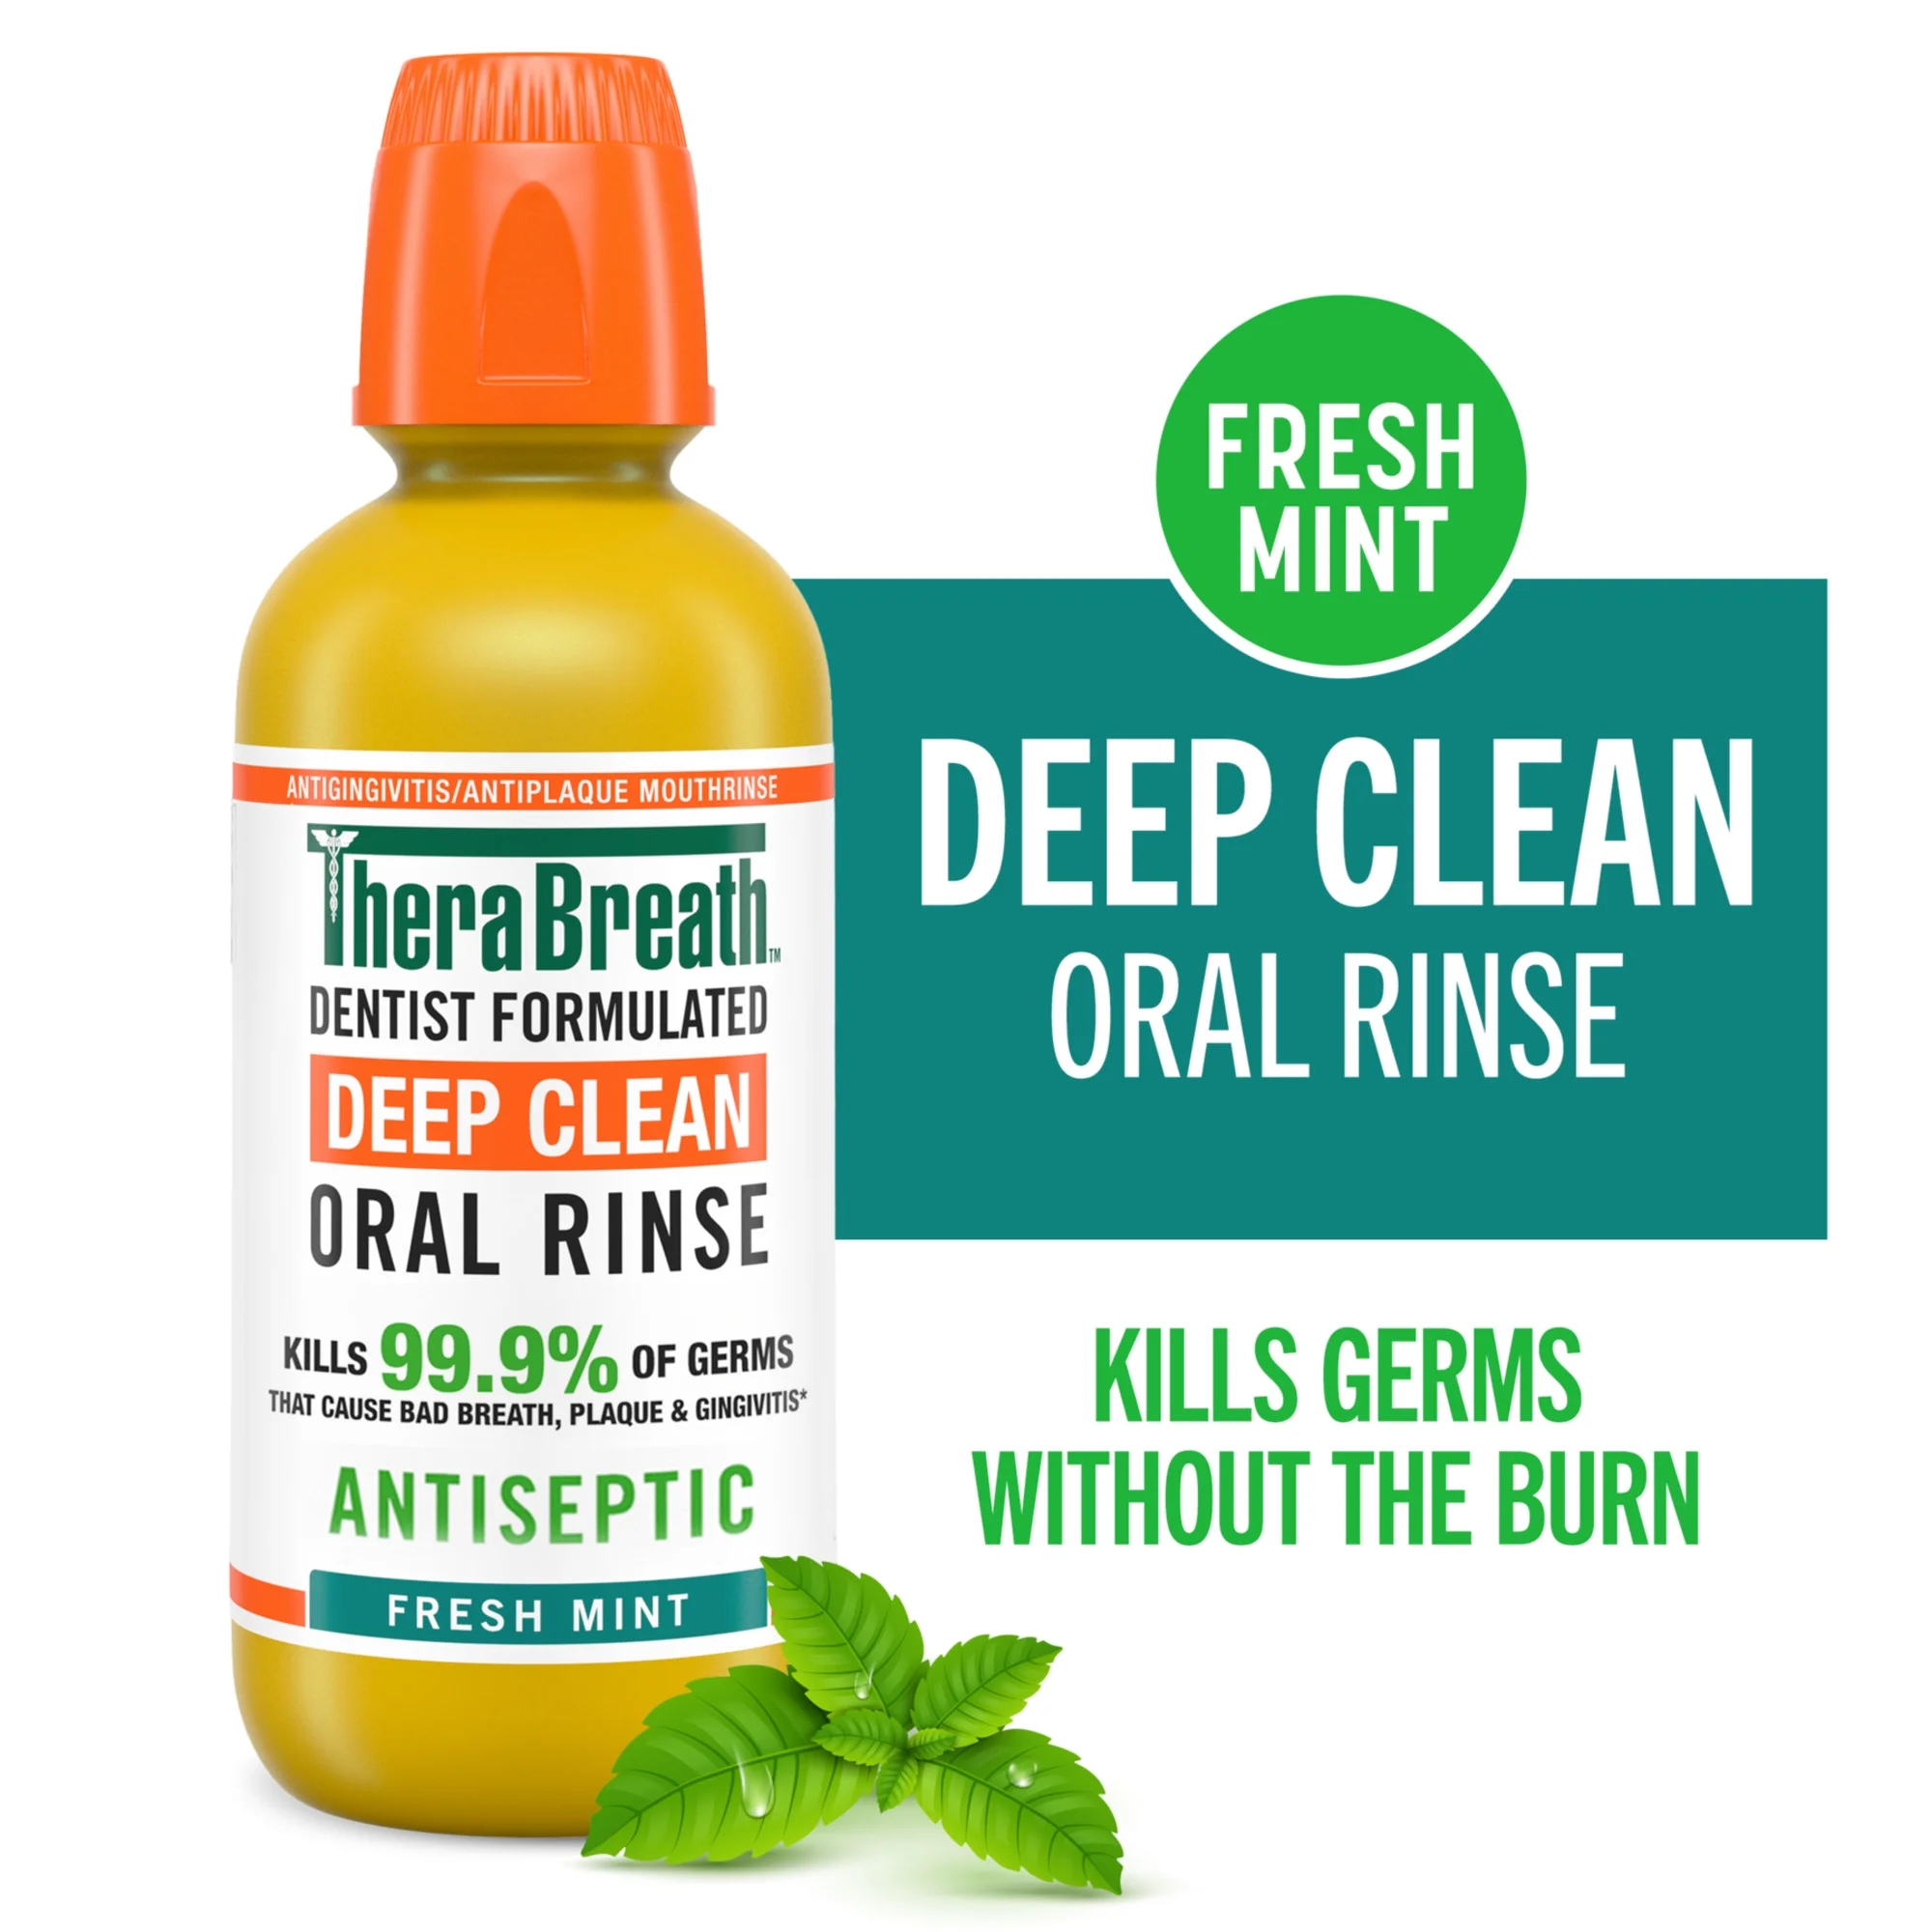 ANTIGINGIVITIS/ANTIPLAQUE MOUTHRINSE
TheraBreath™
DENTIST FORMULATED
DEEP CLEAN
ORAL RINSE
KILLS 99.9% OF GERMS
THAT CAUSE BAD BREATH, PLAQUE & GINGIVITIS*
ANTISEPTIC
FRESH MINT
FRESH
MINT
DEEP CLEAN
ORAL RINSE
KILLS GERMS
WITHOUT THE BURN